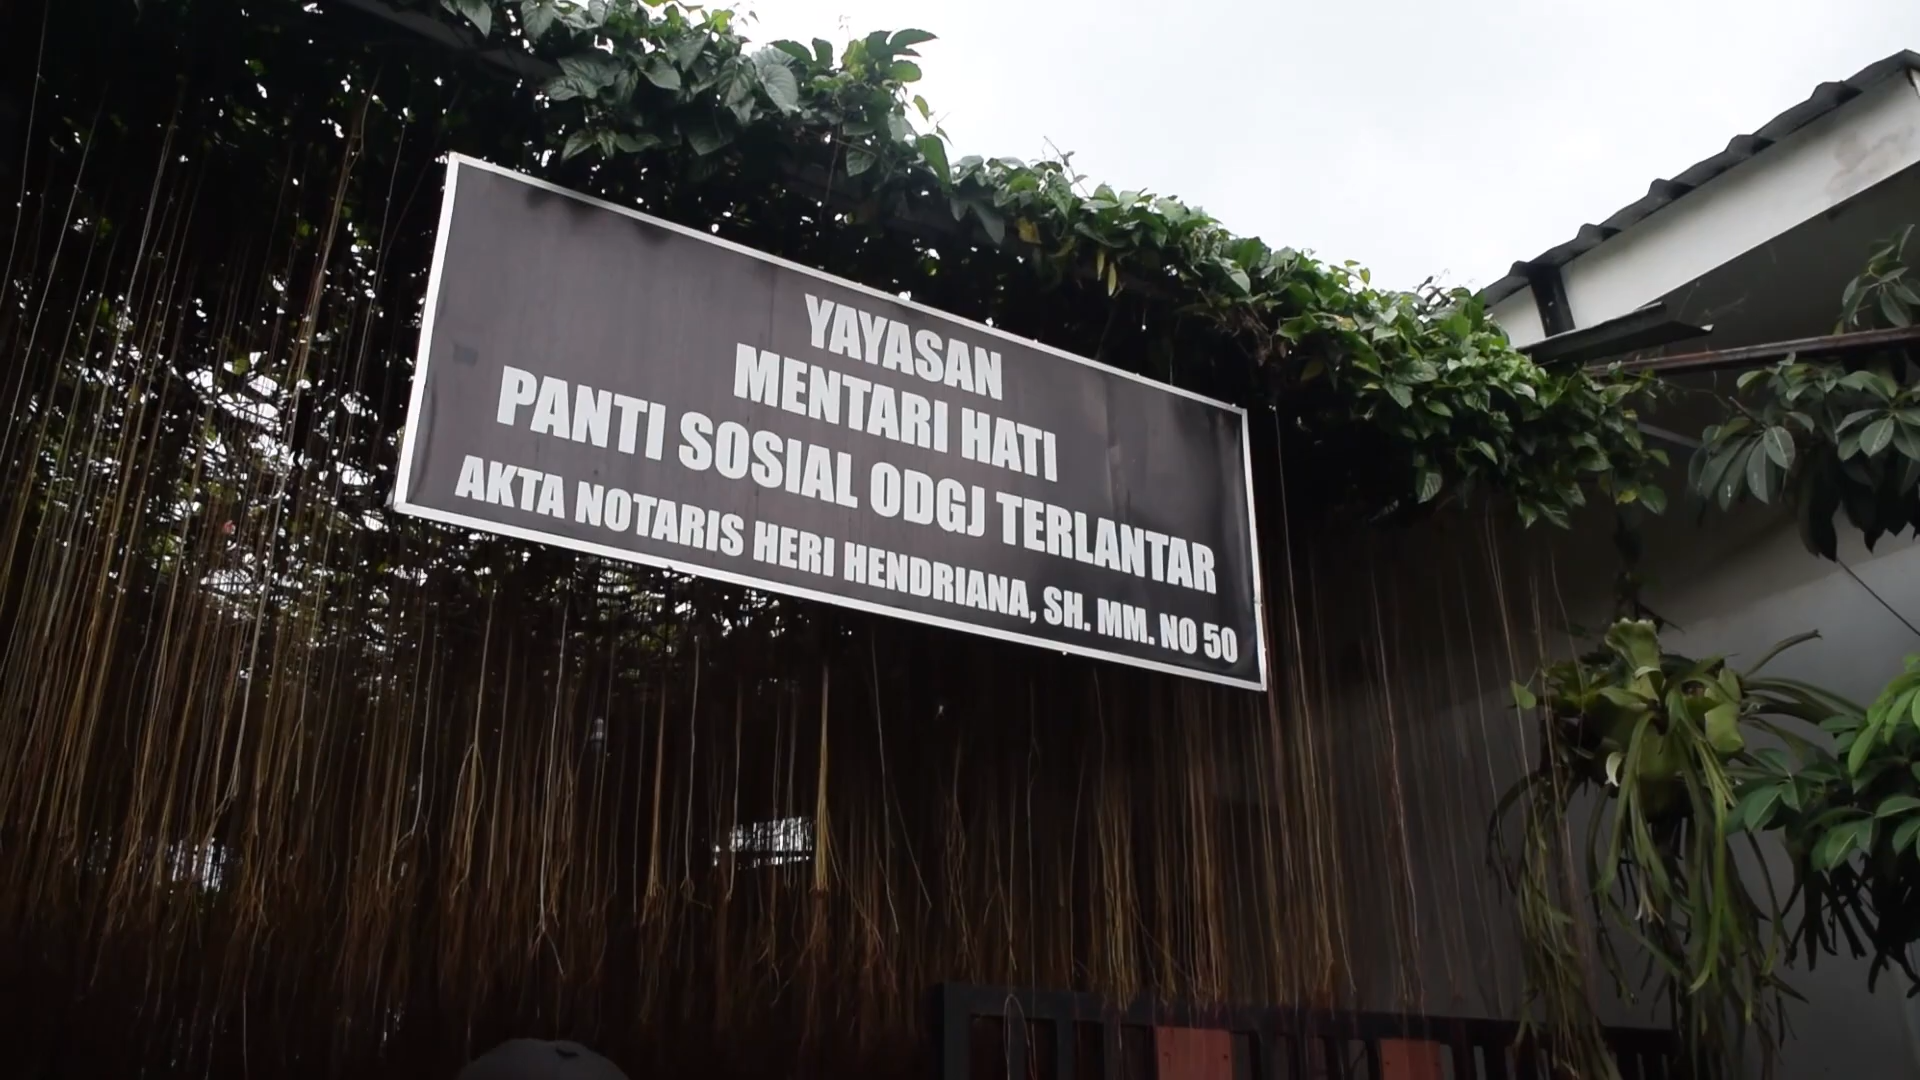 YAYASAN
MENTARI HATI
PANTI SOSIAL ODGJ TERLANTAR
AKTA NOTARIS HERI HENDRIANA, SH. MM. NO 50